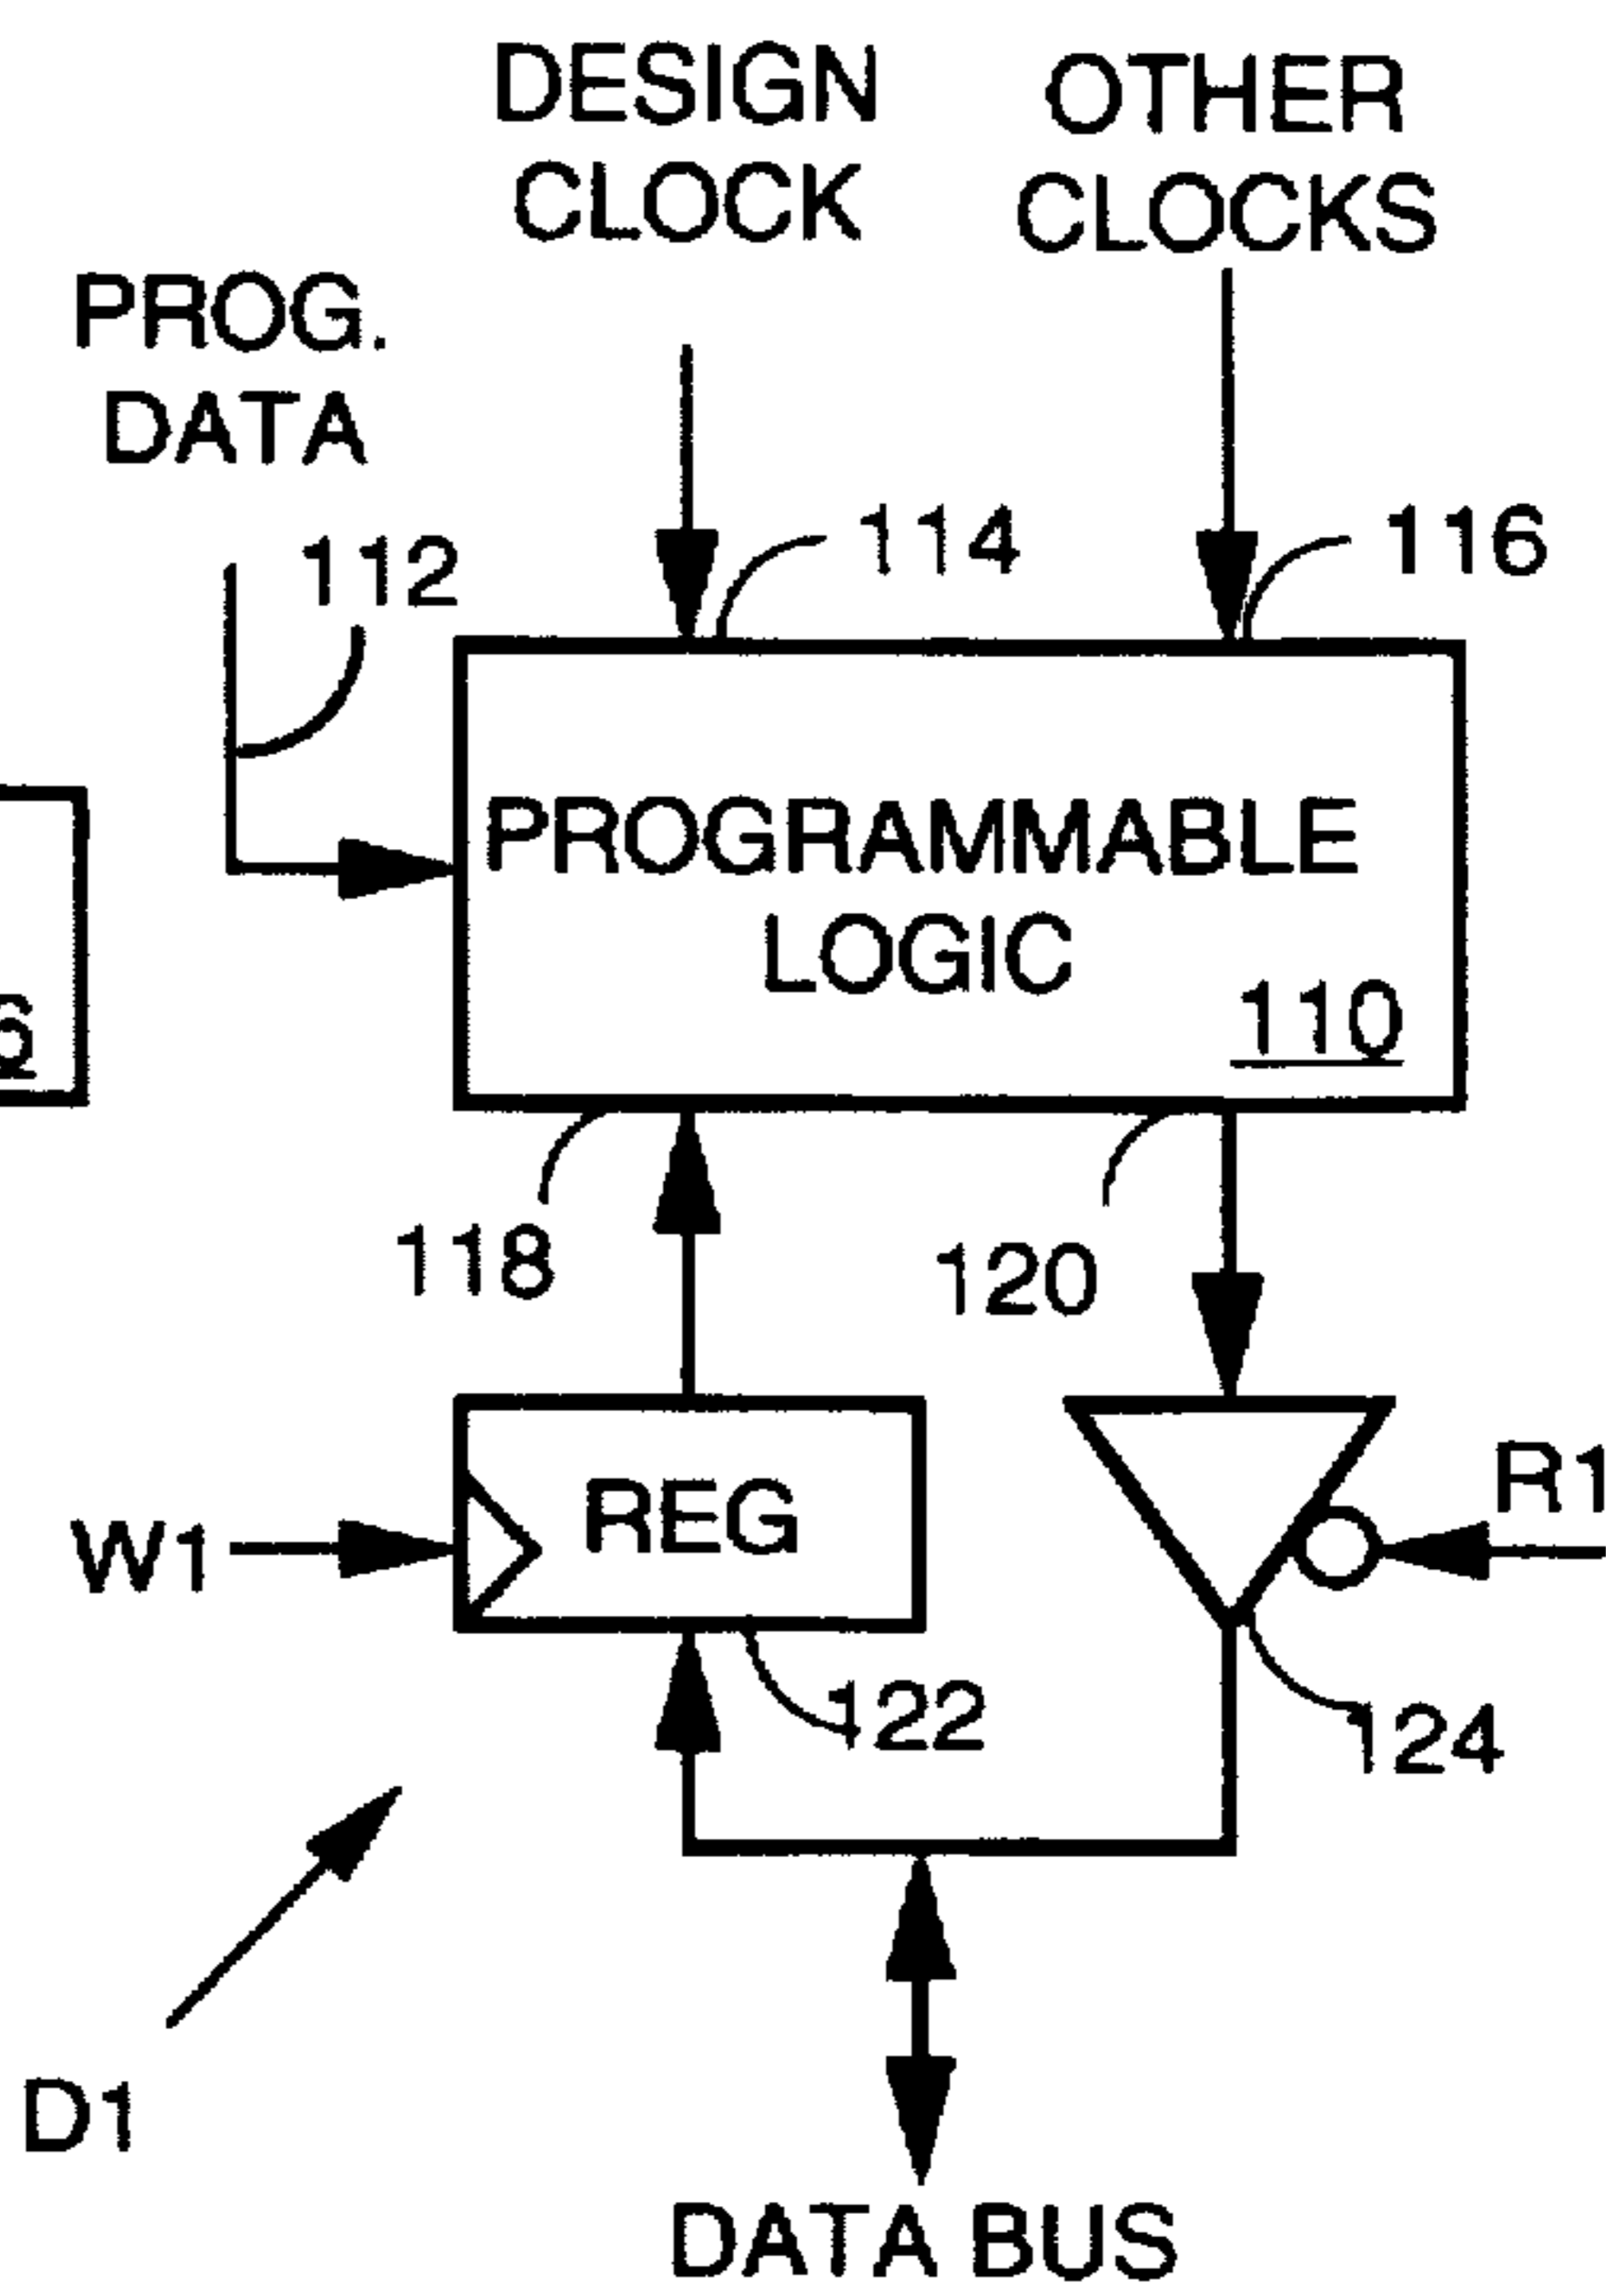 DESIGN
CLOCK
OTHER
CLOCKS
PROG.
DATA
112
114
116
PROGRAMMABLE
LOGIC
110
6
118
120
W1
REG
R1
122
124
D1
DATA BUS